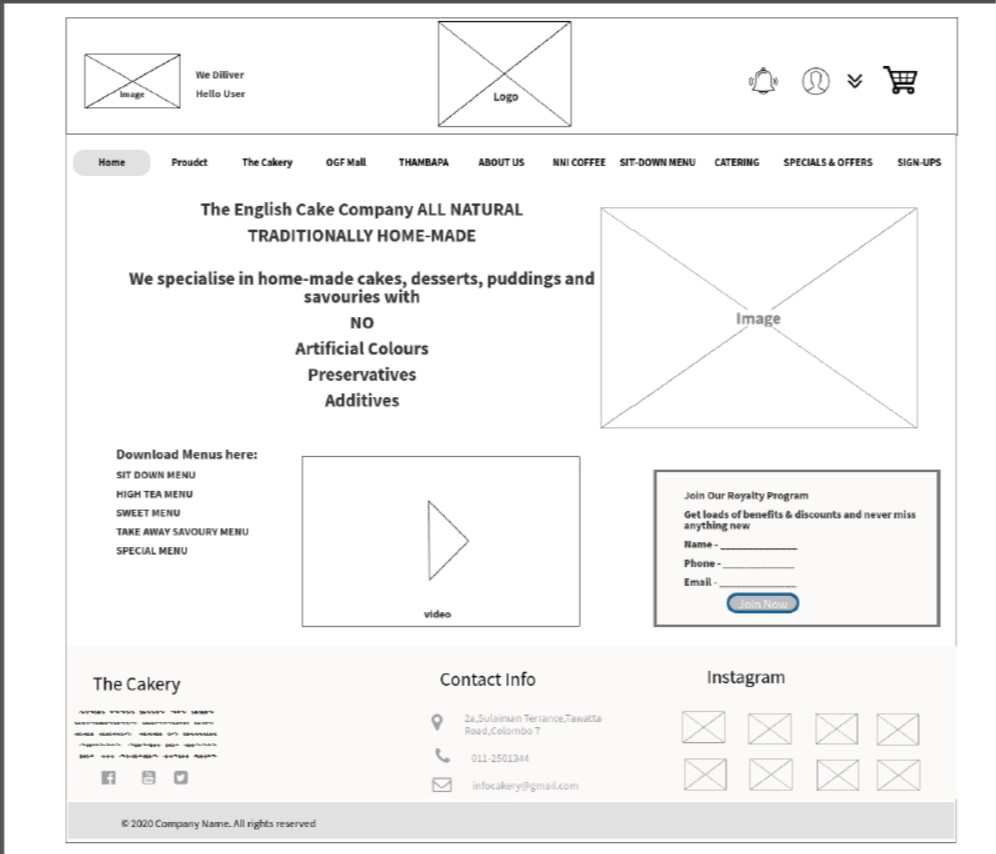 We Diliver
Hello User
Image
Logo
Home Proudct The Cakery OGF Mall THAMBAPA ABOUT US NNI COFFEE SIT-DOWN MENU CATERING SPECIALS & OFFERS SIGN-UPS
The English Cake Company ALL NATURAL
TRADITIONALLY HOME-MADE
We specialise in home-made cakes, desserts, puddings and
savouries with
NO
Artificial Colours
Preservatives
Additives
Image
Download Menus here:
SIT DOWN MENU
HIGH TEA MENU
SWEET MENU
TAKE AWAY SAVOURY MENU
SPECIAL MENU
video
Join Our Royalty Program
Get loads of benefits & discounts and never miss
anything new
Name - ______________
Phone - ______________
Email - ______________
Join Now
The Cakery
Contact Info
2a,Sulaiman Terrance,Tawatta
Road,Colombo 7
011-2501344
infocakery@gmail.com
Instagram
© 2020 Company Name. All rights reserved